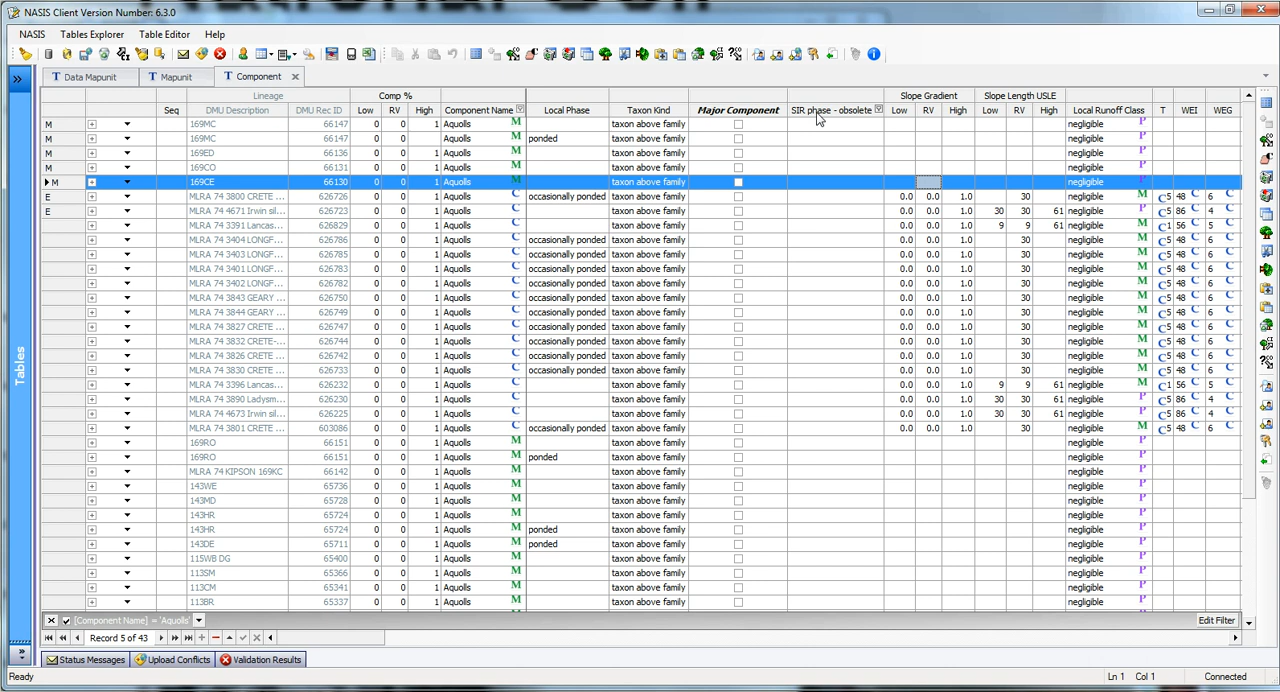 NASIS Client Version Number: 6.3.0
NASIS Tables Explorer Table Editor Help
T Data Mapunit T Mapunit T Component
Lineage Comp % Slope Gradient Slope Length USLE
Seq DMU Description DMU Rec ID Low RV High Component Name Local Phase Taxon Kind Major Component SIR phase - obsolete Low RV High Low RV High Local Runoff Class T WEI WEG
M 169MC 66147 0 0 1 Aquolls M taxon above family negligible P
M 169MC 66147 0 0 1 Aquolls M ponded taxon above family negligible P
M 169ED 66136 0 0 1 Aquolls M taxon above family negligible P
M 169CO 66131 0 0 1 Aquolls M taxon above family negligible P
M 169CE 66130 0 0 1 Aquolls M taxon above family negligible P
E MLRA 74 3800 CRETE ... 626726 0 0 1 Aquolls C occasionally ponded taxon above family 0.0 0.0 1.0 30 negligible M C 5 48 C 6 C
E MLRA 74 4671 Irwin sil... 626723 0 0 1 Aquolls C taxon above family 0.0 0.0 1.0 30 30 61 negligible P C 5 86 C 4 C
MLRA 74 3391 Lancas... 626829 0 0 1 Aquolls C taxon above family 0.0 0.0 1.0 9 9 61 negligible M C 1 56 C 5 C
MLRA 74 3404 LONGF... 626786 0 0 1 Aquolls C occasionally ponded taxon above family 0.0 0.0 1.0 30 negligible M C 5 48 C 6 C
MLRA 74 3403 LONGF... 626785 0 0 1 Aquolls C occasionally ponded taxon above family 0.0 0.0 1.0 30 negligible M C 5 48 C 6 C
MLRA 74 3401 LONGF... 626783 0 0 1 Aquolls C occasionally ponded taxon above family 0.0 0.0 1.0 30 negligible M C 5 48 C 6 C
MLRA 74 3402 LONGF... 626782 0 0 1 Aquolls C occasionally ponded taxon above family 0.0 0.0 1.0 30 negligible M C 5 48 C 6 C
MLRA 74 3843 GEARY ... 626750 0 0 1 Aquolls C occasionally ponded taxon above family 0.0 0.0 1.0 30 negligible M C 5 48 C 6 C
MLRA 74 3844 GEARY ... 626749 0 0 1 Aquolls C occasionally ponded taxon above family 0.0 0.0 1.0 30 negligible M C 5 48 C 6 C
MLRA 74 3827 CRETE ... 626747 0 0 1 Aquolls C occasionally ponded taxon above family 0.0 0.0 1.0 30 negligible M C 5 48 C 6 C
MLRA 74 3832 CRETE-... 626744 0 0 1 Aquolls C occasionally ponded taxon above family 0.0 0.0 1.0 30 negligible M C 5 48 C 6 C
MLRA 74 3826 CRETE ... 626742 0 0 1 Aquolls C occasionally ponded taxon above family 0.0 0.0 1.0 30 negligible M C 5 48 C 6 C
MLRA 74 3830 CRETE ... 626733 0 0 1 Aquolls C occasionally ponded taxon above family 0.0 0.0 1.0 30 negligible M C 5 48 C 6 C
MLRA 74 3396 Lancas... 626232 0 0 1 Aquolls C taxon above family 0.0 0.0 1.0 9 9 61 negligible M C 1 56 C 5 C
MLRA 74 3890 Ladysm... 626230 0 0 1 Aquolls C taxon above family 0.0 0.0 1.0 30 30 61 negligible P C 5 86 C 4 C
MLRA 74 4673 Irwin sil... 626225 0 0 1 Aquolls C taxon above family 0.0 0.0 1.0 30 30 61 negligible P C 5 86 C 4 C
MLRA 74 3801 CRETE ... 603086 0 0 1 Aquolls C occasionally ponded taxon above family 0.0 0.0 1.0 30 negligible M C 5 48 C 6 C
169RO 66151 0 0 1 Aquolls M taxon above family negligible P
169RO 66151 0 0 1 Aquolls M ponded taxon above family negligible P
MLRA 74 KIPSON 169KC 66142 0 0 1 Aquolls M taxon above family negligible P
143WE 65736 0 0 1 Aquolls M taxon above family negligible P
143MD 65728 0 0 1 Aquolls M taxon above family negligible P
143HR 65724 0 0 1 Aquolls M taxon above family negligible P
143HR 65724 0 0 1 Aquolls M ponded taxon above family negligible P
143DE 65711 0 0 1 Aquolls M ponded taxon above family negligible P
115WB DG 65400 0 0 1 Aquolls M taxon above family negligible P
113SM 65366 0 0 1 Aquolls M taxon above family negligible P
113CM 65341 0 0 1 Aquolls M taxon above family negligible P
113BR 65337 0 0 1 Aquolls M taxon above family negligible P
[Component Name] = 'Aquolls' Edit Filter
Record 5 of 43
Status Messages Upload Conflicts Validation Results
Ready Ln 1 Col 1 Connected
Tables